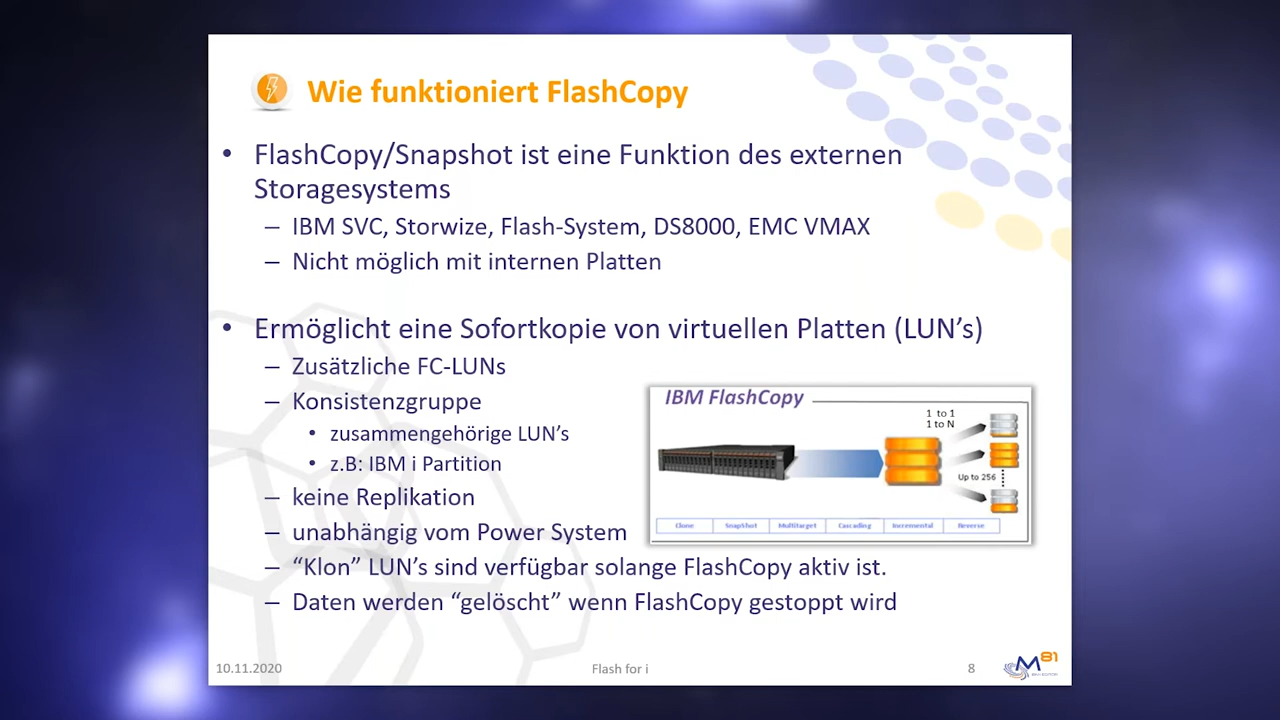 Wie funktioniert FlashCopy
• FlashCopy/Snapshot ist eine Funktion des externen
Storagesystems
– IBM SVC, Storwize, Flash-System, DS8000, EMC VMAX
– Nicht möglich mit internen Platten
• Ermöglicht eine Sofortkopie von virtuellen Platten (LUN’s)
– Zusätzliche FC-LUNs
– Konsistenzgruppe
• zusammengehörige LUN’s
• z.B: IBM i Partition
– keine Replikation
– unabhängig vom Power System
– “Klon” LUN’s sind verfügbar solange FlashCopy aktiv ist.
– Daten werden “gelöscht” wenn FlashCopy gestoppt wird
IBM FlashCopy
1 to 1
1 to N
Up to 256
Clone SnapShot Multitarget Cascading Incremental Reverse
10.11.2020 Flash for i 8
M81